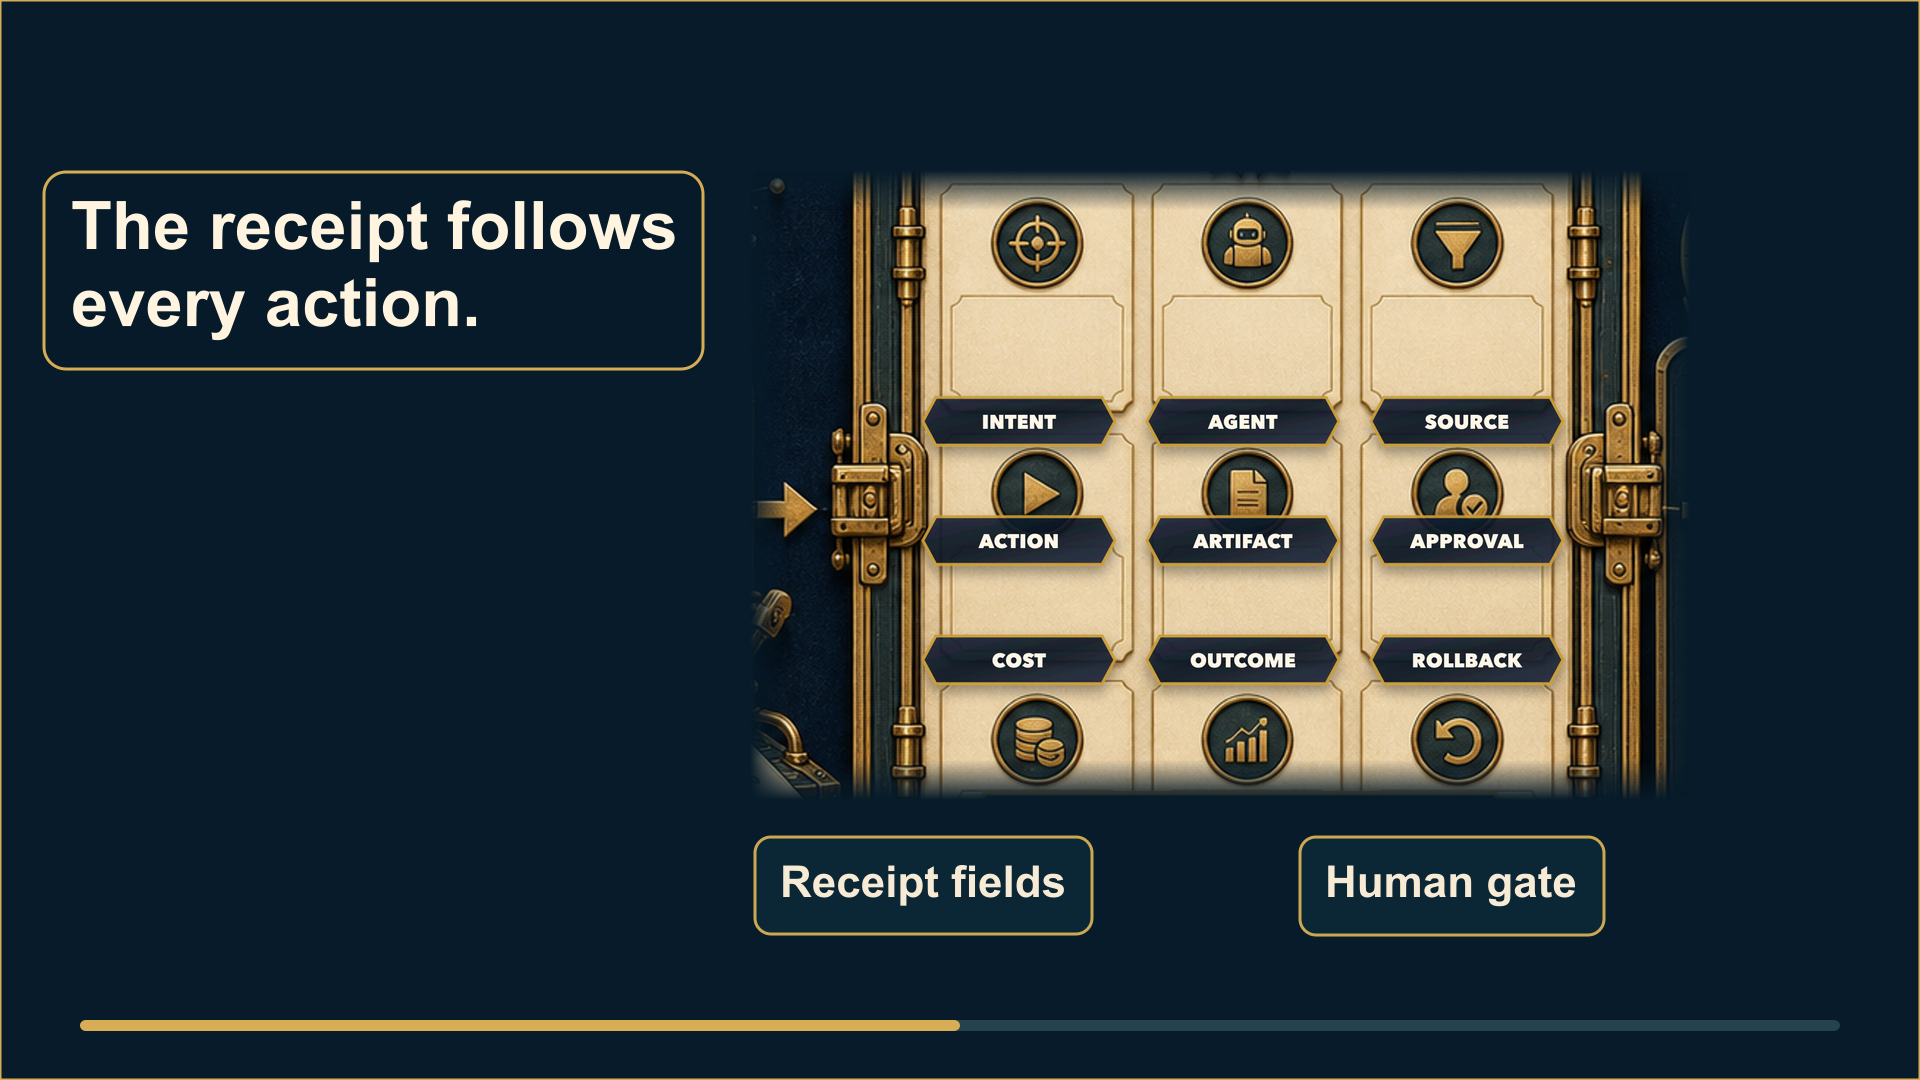 The receipt follows
every action.
INTENT
AGENT
SOURCE
ACTION
ARTIFACT
APPROVAL
COST
OUTCOME
ROLLBACK
Receipt fields
Human gate